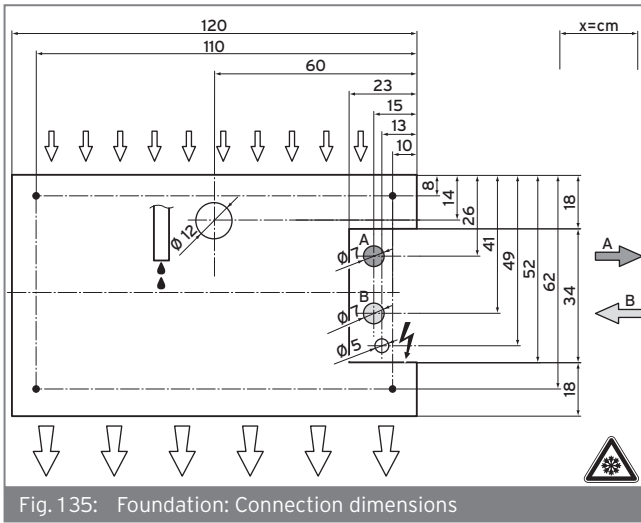 120
x=cm
110
60
23
15
13
10
8
14
26
41
49
52
62
18
34
18
Ø 12
A
Ø 7
B
Ø 7
Ø 5
A
B
Fig. 135: Foundation: Connection dimensions